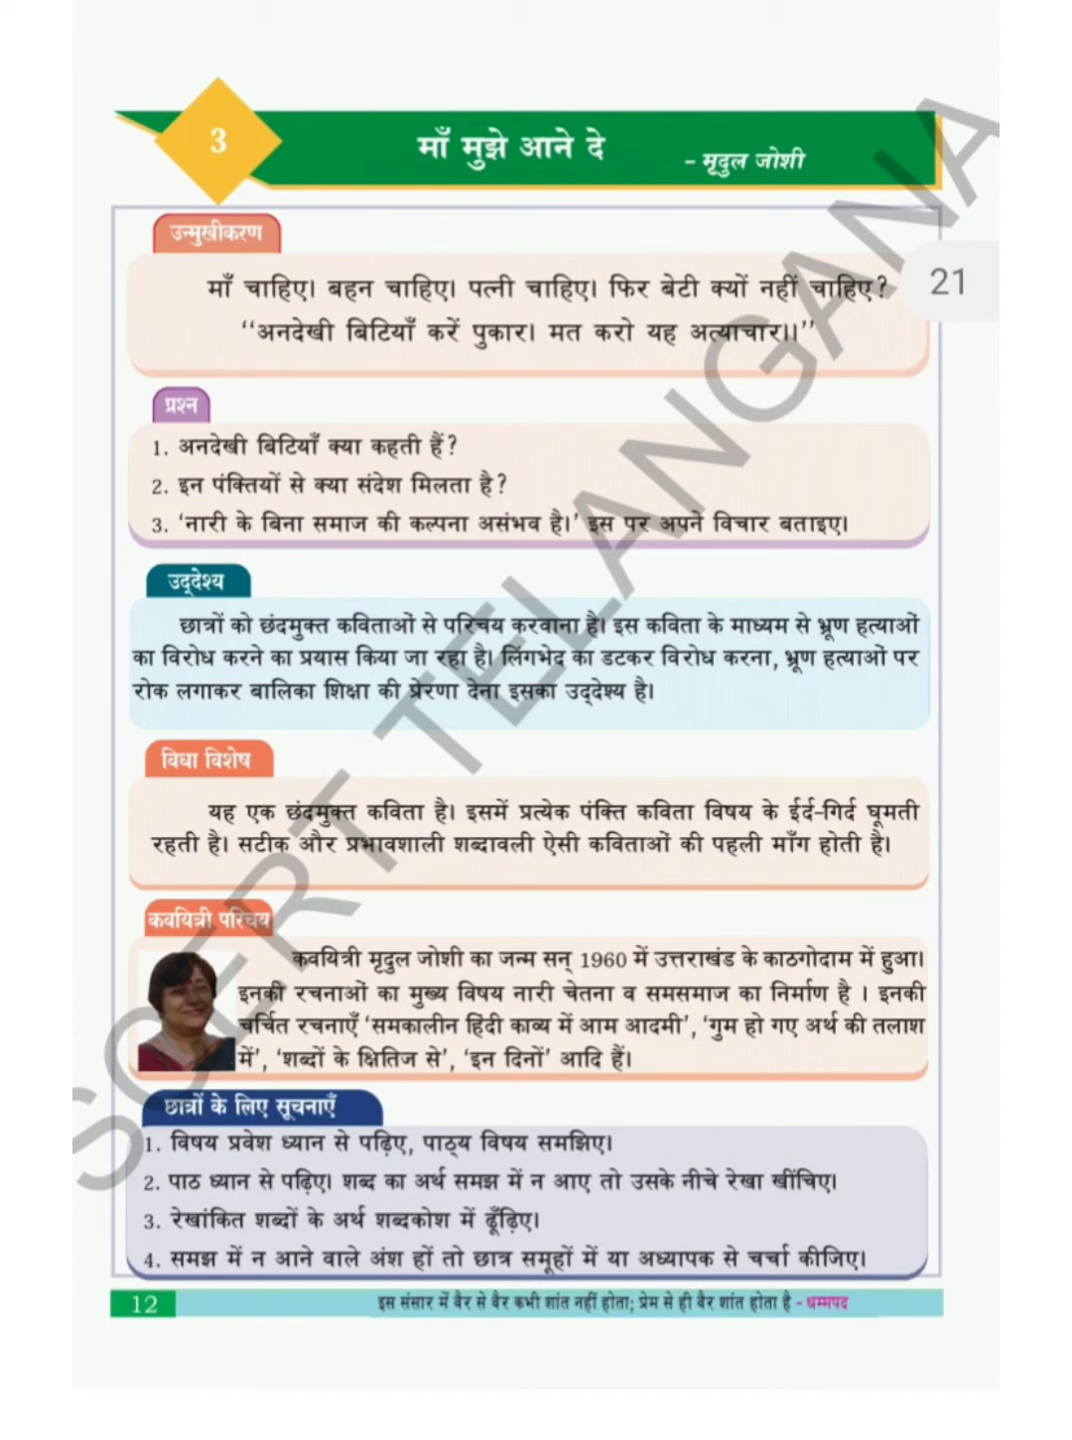 3
माँ मुझे आने दे
- मृदुल जोशी
उन्मुखीकरण
माँ चाहिए। बहन चाहिए। पत्नी चाहिए। फिर बेटी क्यों नहीं चाहिए?
21
‘‘अनदेखी बिटियाँ करें पुकार। मत करो यह अत्याचार।।’’
प्रश्न
1. अनदेखी बिटियाँ क्या कहती हैं?
2. इन पंक्तियों से क्या संदेश मिलता है?
3. ‘नारी के बिना समाज की कल्पना असंभव है।’ इस पर अपने विचार बताइए।
उद्देश्य
छात्रों को छंदमुक्त कविताओं से परिचय करवाना है। इस कविता के माध्यम से भ्रूण हत्याओं
का विरोध करने का प्रयास किया जा रहा है। लिंगभेद का डटकर विरोध करना, भ्रूण हत्याओं पर
रोक लगाकर बालिका शिक्षा की प्रेरणा देना इसका उद्देश्य है।
विधा विशेष
यह एक छंदमुक्त कविता है। इसमें प्रत्येक पंक्ति कविता विषय के ईर्द-गिर्द घूमती
रहती है। सटीक और प्रभावशाली शब्दावली ऐसी कविताओं की पहली माँग होती है।
कवयित्री परिचय
कवयित्री मृदुल जोशी का जन्म सन् 1960 में उत्तराखंड के काठगोदाम में हुआ।
इनकी रचनाओं का मुख्य विषय नारी चेतना व समसमाज का निर्माण है । इनकी
चर्चित रचनाएँ ‘समकालीन हिंदी काव्य में आम आदमी’, ‘गुम हो गए अर्थ की तलाश
में’, ‘शब्दों के क्षितिज से’, ‘इन दिनों’ आदि हैं।
छात्रों के लिए सूचनाएँ
1. विषय प्रवेश ध्यान से पढ़िए, पाठ्य विषय समझिए।
2. पाठ ध्यान से पढ़िए। शब्द का अर्थ समझ में न आए तो उसके नीचे रेखा खींचिए।
3. रेखांकित शब्दों के अर्थ शब्दकोश में ढूँढ़िए।
4. समझ में न आने वाले अंश हों तो छात्र समूहों में या अध्यापक से चर्चा कीजिए।
12
इस संसार में वैर से वैर कभी शांत नहीं होता; प्रेम से ही वैर शांत होता है - धम्मपद
SCERT TELANGANA